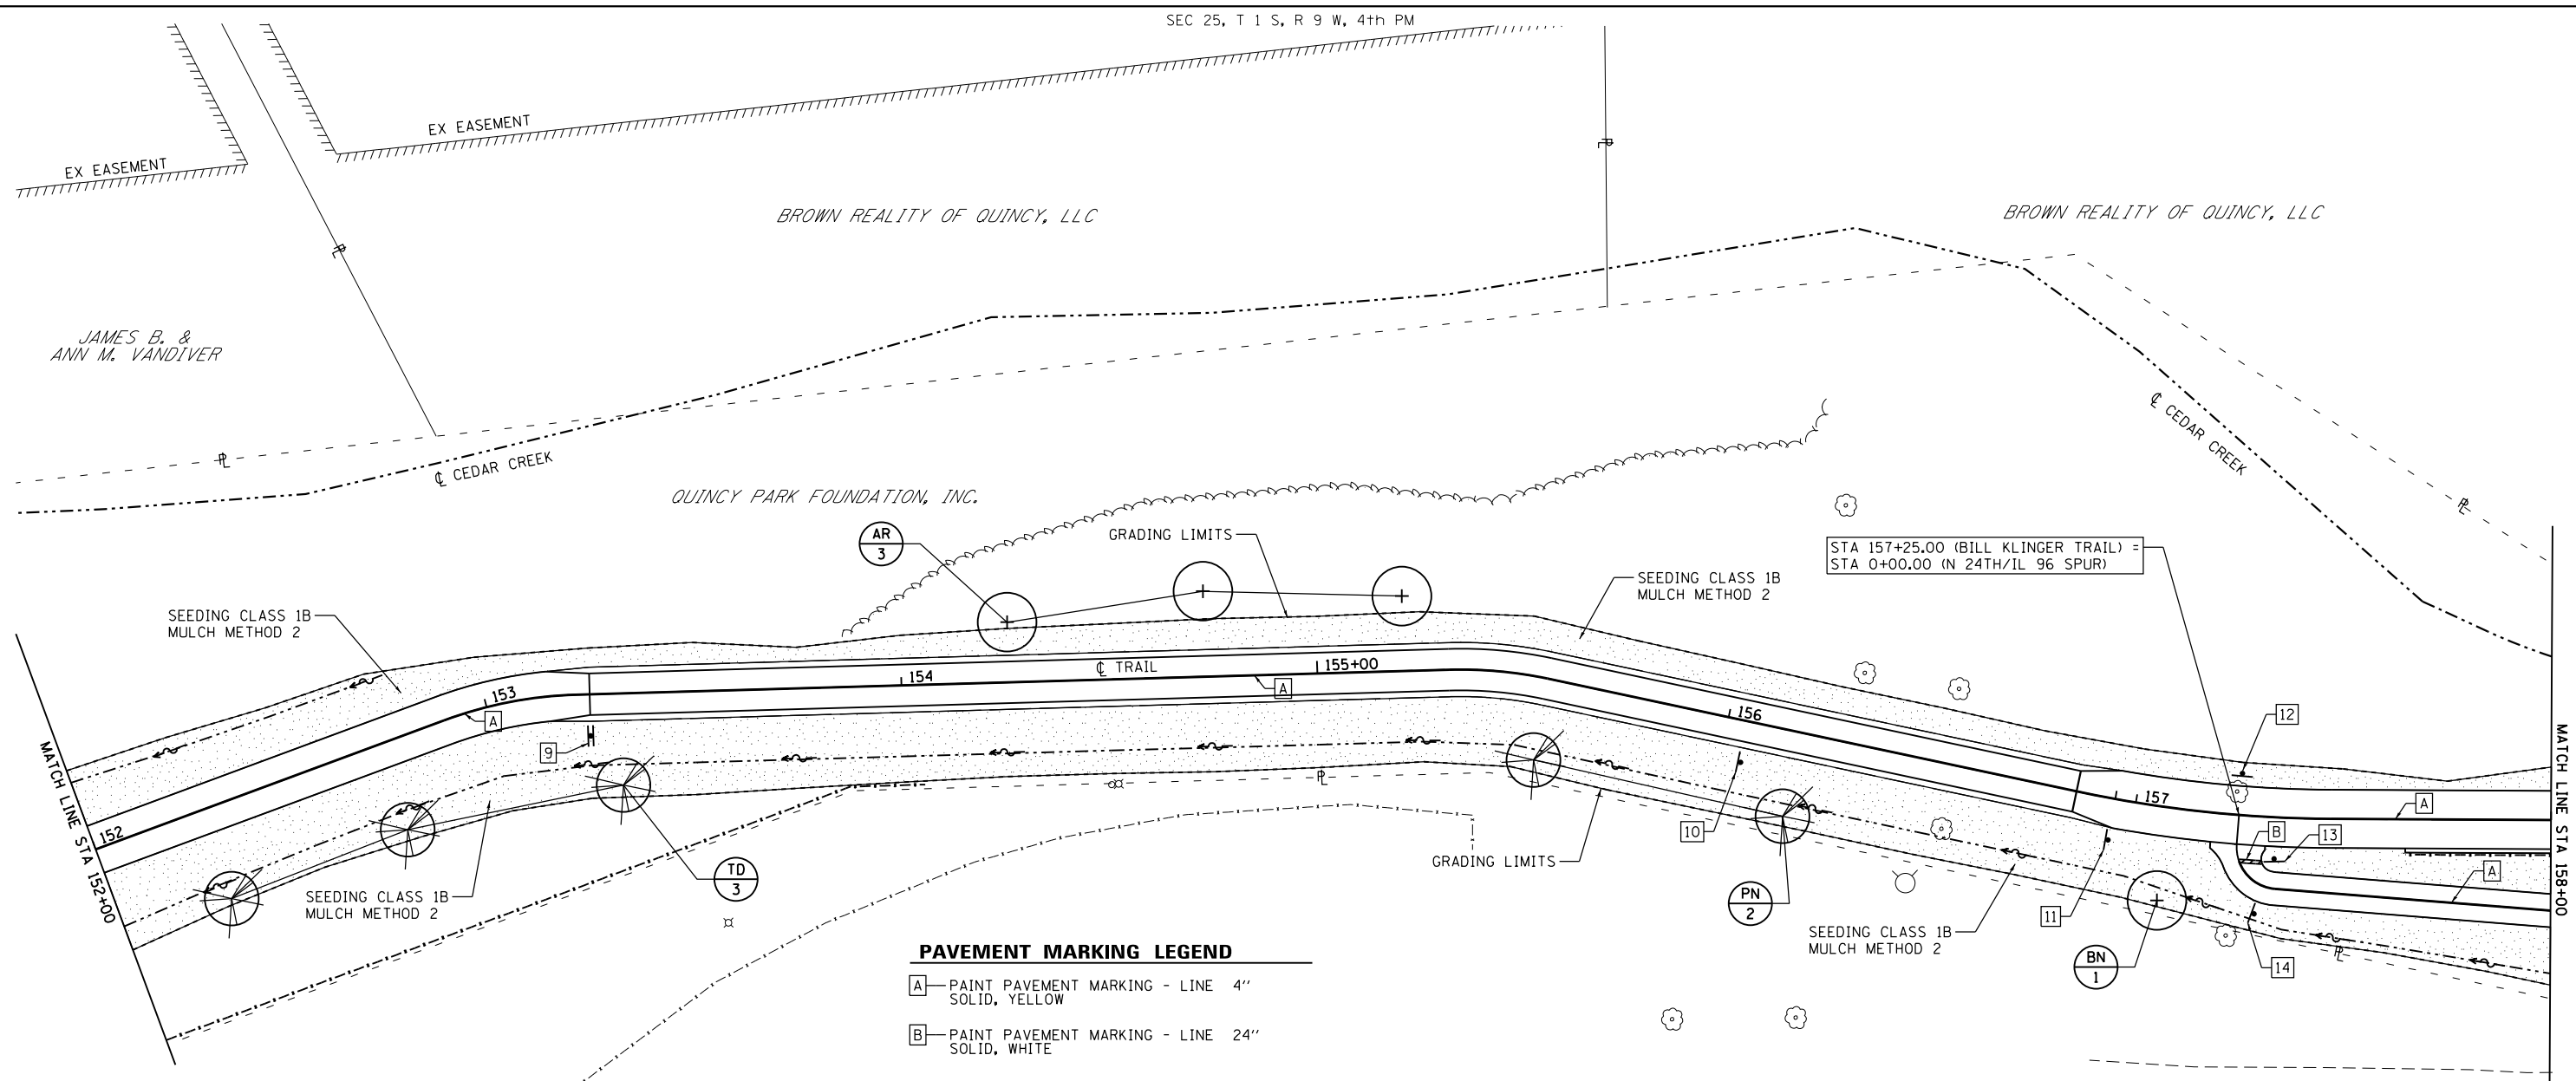 SEC 25, T 1 S, R 9 W, 4th PM
EX EASEMENT
EX EASEMENT
BROWN REALITY OF QUINCY, LLC
BROWN REALITY OF QUINCY, LLC
JAMES B. &
ANN M. VANDIVER
℄ CEDAR CREEK
℄ CEDAR CREEK
QUINCY PARK FOUNDATION, INC.
AR
3
GRADING LIMITS
STA 157+25.00 (BILL KLINGER TRAIL) =
STA 0+00.00 (N 24TH/IL 96 SPUR)
SEEDING CLASS 1B
MULCH METHOD 2
SEEDING CLASS 1B
MULCH METHOD 2
℄ TRAIL
152
153
154
155+00
156
157
A
A
A
A
B
9
10
11
12
13
14
MATCH LINE STA 152+00
MATCH LINE STA 158+00
TD
3
PN
2
BN
1
GRADING LIMITS
SEEDING CLASS 1B
MULCH METHOD 2
SEEDING CLASS 1B
MULCH METHOD 2
PL
PL
PL
PL
PL
PL
PAVEMENT MARKING LEGEND
A PAINT PAVEMENT MARKING - LINE 4''
SOLID, YELLOW
B PAINT PAVEMENT MARKING - LINE 24''
SOLID, WHITE